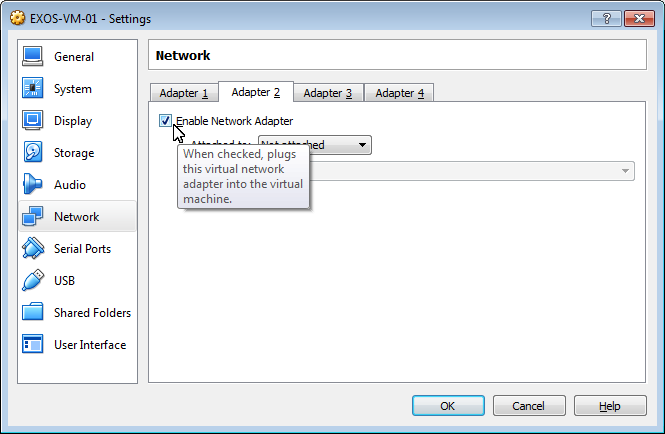 EXOS-VM-01 - Settings
General
System
Display
Storage
Audio
Network
Serial Ports
USB
Shared Folders
User Interface
Network
Adapter 1
Adapter 2
Adapter 3
Adapter 4
Enable Network Adapter
Attached to: Not attached
When checked, plugs
this virtual network
adapter into the virtual
machine.
OK
Cancel
Help